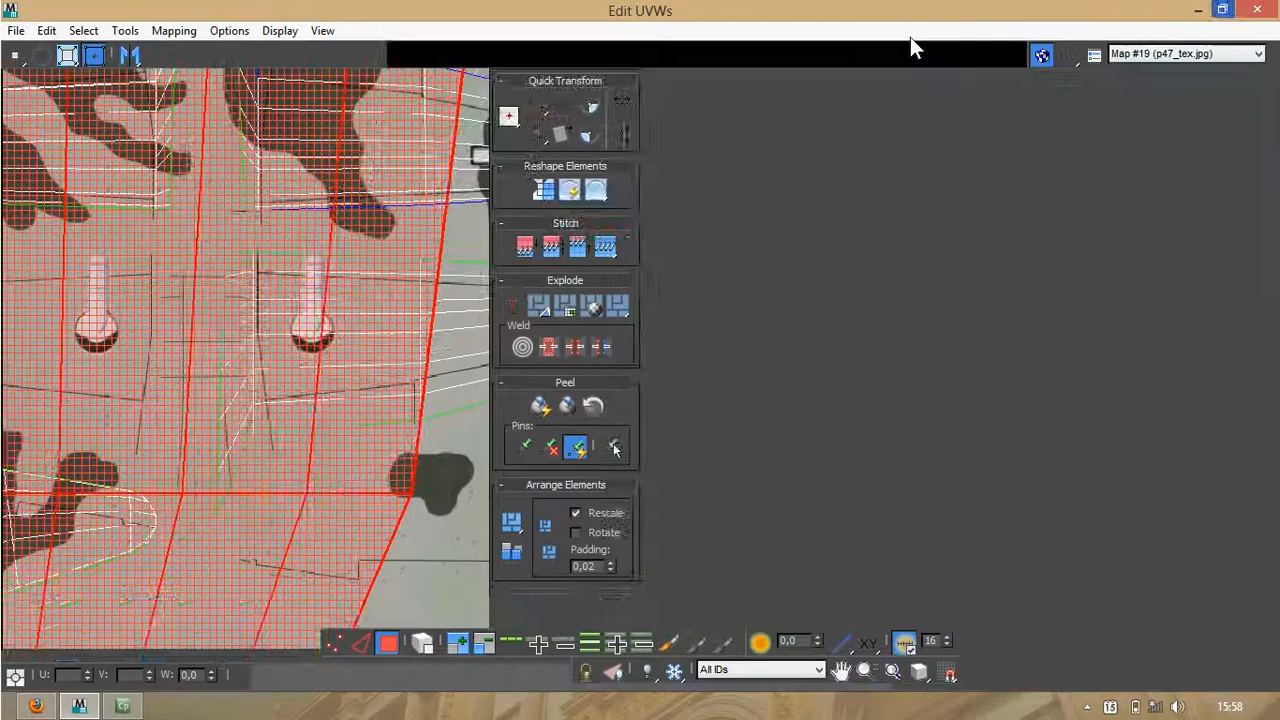 Edit UVWs
File Edit Select Tools Mapping Options Display View
Map #19 (p47_tex.jpg)
Quick Transform
Reshape Elements
Stitch
Explode
Weld
Peel
Pins:
Arrange Elements
Rescale
Rotate
Padding:
0,02
0,0 XY 16
U: V: W: 0,0 All IDs
15 15:58